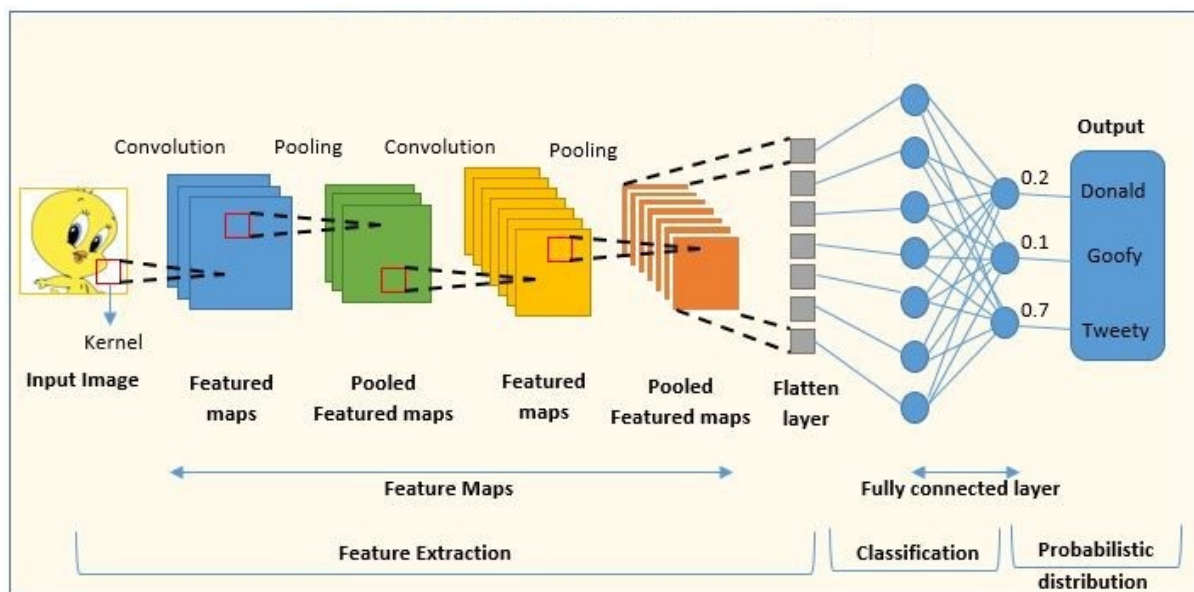 Convolution
Pooling
Convolution
Pooling
Output
0.2
Donald
0.1
Goofy
0.7
Tweety
Kernel
Input Image
Featured
maps
Pooled
Featured maps
Featured
maps
Pooled
Featured maps
Flatten
layer
Feature Maps
Fully connected layer
Feature Extraction
Classification
Probabilistic
distribution